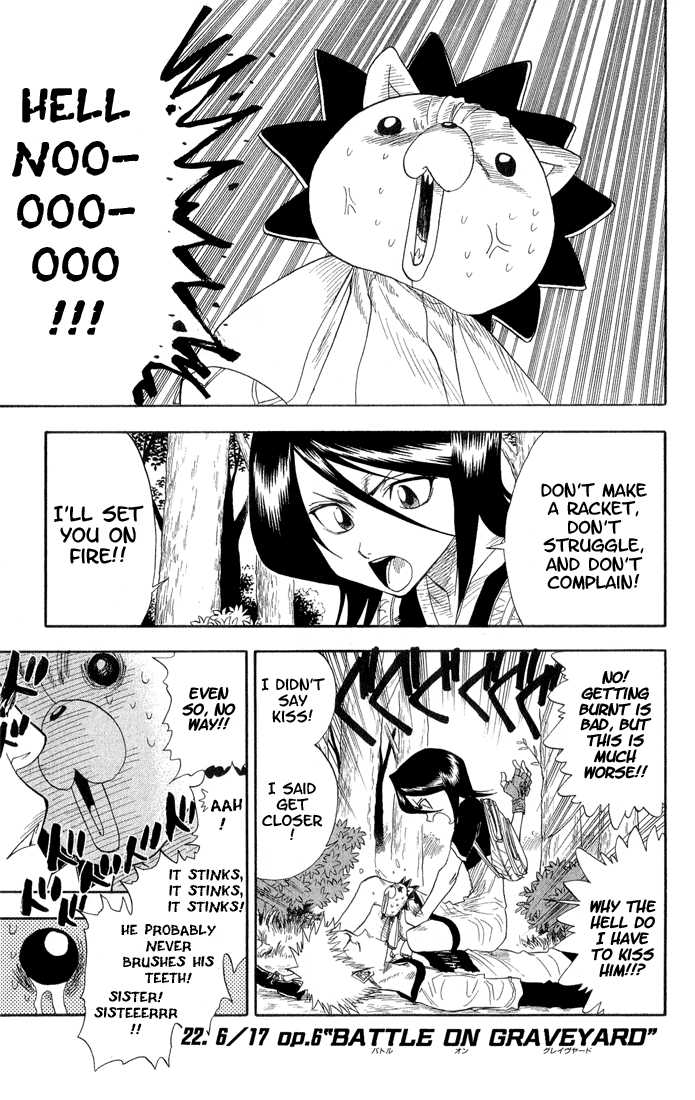 HELL
NOO-
OOO-
OOO
!!!
DON'T MAKE
A RACKET,
DON'T
STRUGGLE,
AND DON'T
COMPLAIN!
I'LL SET
YOU ON
FIRE!!
NO!
GETTING
BURNT IS
BAD, BUT
THIS IS
MUCH
WORSE!!
I DIDN'T
SAY
KISS!
I SAID
GET
CLOSER
!
WHY THE
HELL DO
I HAVE
TO KISS
HIM!!?
EVEN
SO, NO
WAY!!
AAH
!
IT STINKS,
IT STINKS,
IT STINKS!
HE PROBABLY
NEVER
BRUSHES HIS
TEETH!
SISTER!
SISTEEERRR
!!
22. 6/17 op.6 "BATTLE ON GRAVEYARD"
バトル オン グレイヴヤード